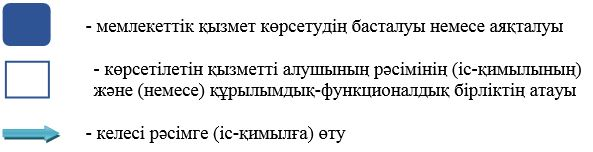 - мемлекеттік қызмет көрсетудің басталуы немесе аяқталуы
- көрсетілетін қызметті алушының рәсімінің (іс-қимылының)
және (немесе) құрылымдық-функционалдық бірліктің атауы
- келесі рәсімге (іс-қимылға) өту